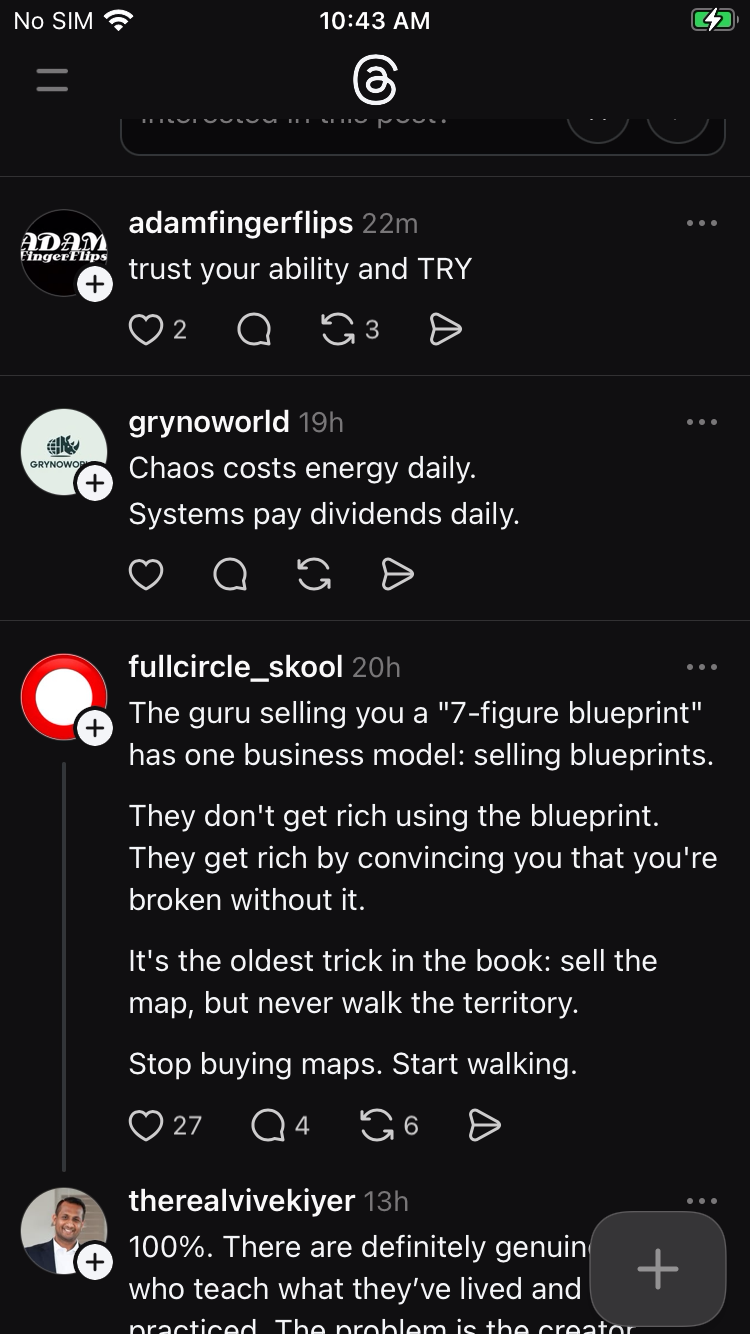 No SIM 10:43 AM
interested in this post?
adamfingerflips 22m
ADAM
FingerFlips
trust your ability and TRY
2 3
grynoworld 19h
Chaos costs energy daily.
Systems pay dividends daily.
fullcircle_skool 20h
The guru selling you a "7-figure blueprint"
has one business model: selling blueprints.
They don't get rich using the blueprint.
They get rich by convincing you that you're
broken without it.
It's the oldest trick in the book: sell the
map, but never walk the territory.
Stop buying maps. Start walking.
27 4 6
therealvivekiyer 13h
100%. There are definitely
who teach what they’ve lived and
practiced. The problem is the creator